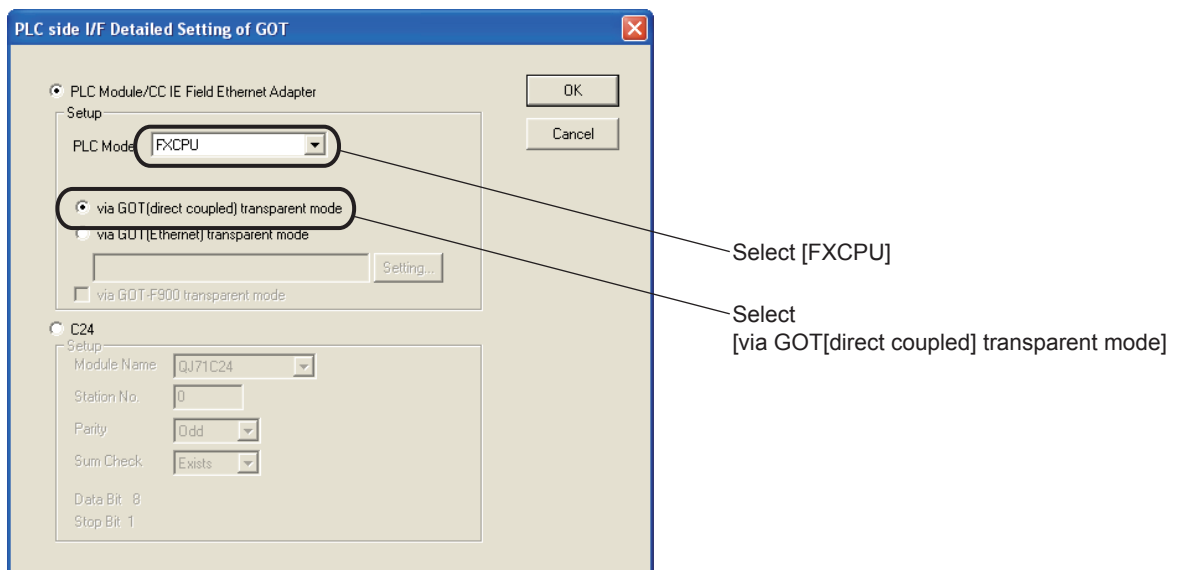 PLC side I/F Detailed Setting of GOT
PLC Module/CC IE Field Ethernet Adapter
OK
Setup
Cancel
PLC Mode FXCPU
via GOT(direct coupled) transparent mode
via GOT(Ethernet) transparent mode
Select [FXCPU]
Setting...
via GOT-F900 transparent mode
Select
[via GOT[direct coupled] transparent mode]
C24
Setup
Module Name QJ71C24
Station No. 0
Parity Odd
Sum Check Exists
Data Bit 8
Stop Bit 1